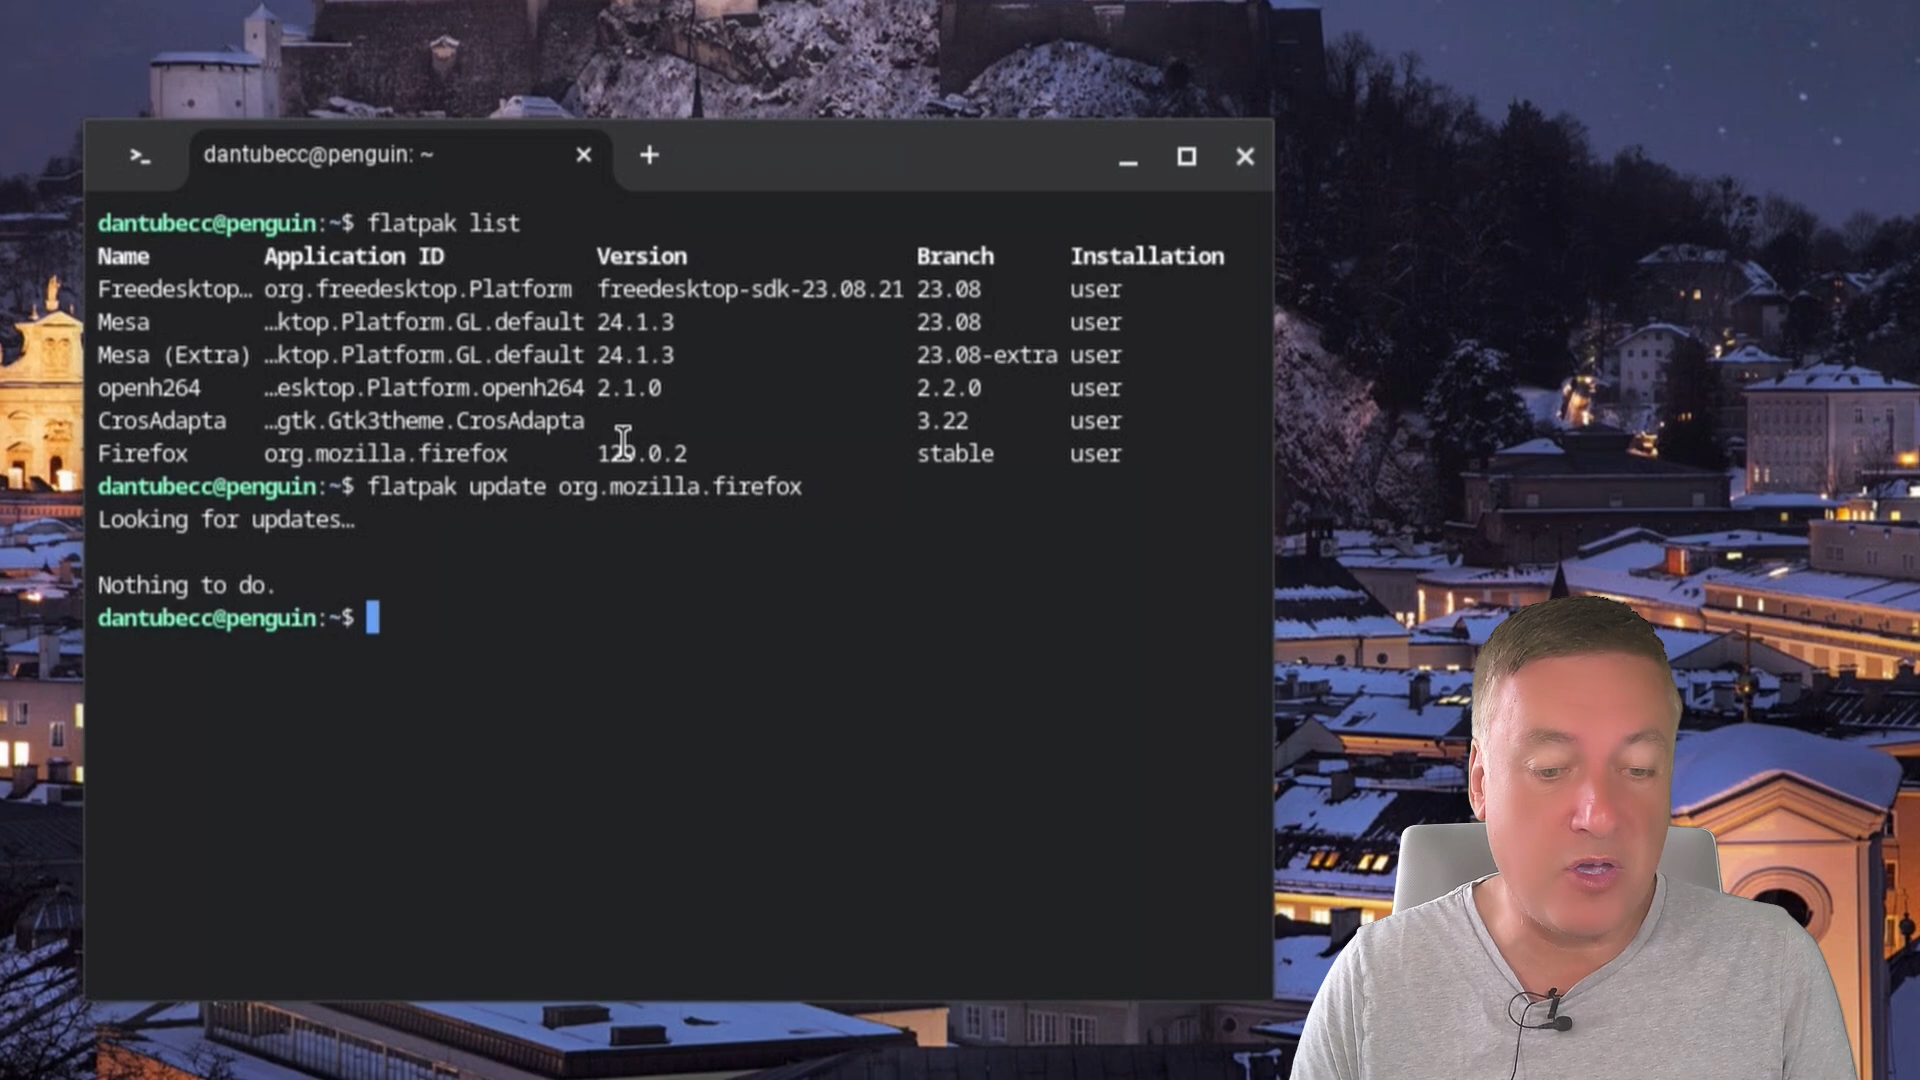 dantubecc@penguin: ~
dantubecc@penguin:~$ flatpak list
Name Application ID Version Branch Installation
Freedesktop… org.freedesktop.Platform freedesktop-sdk-23.08.21 23.08 user
Mesa …ktop.Platform.GL.default 24.1.3 23.08 user
Mesa (Extra) …ktop.Platform.GL.default 24.1.3 23.08-extra user
openh264 …esktop.Platform.openh264 2.1.0 2.2.0 user
CrosAdapta …gtk.Gtk3theme.CrosAdapta 3.22 user
Firefox org.mozilla.firefox stable user
dantubecc@penguin:~$ flatpak update org.mozilla.firefox
Looking for updates…
Nothing to do.
dantubecc@penguin:~$